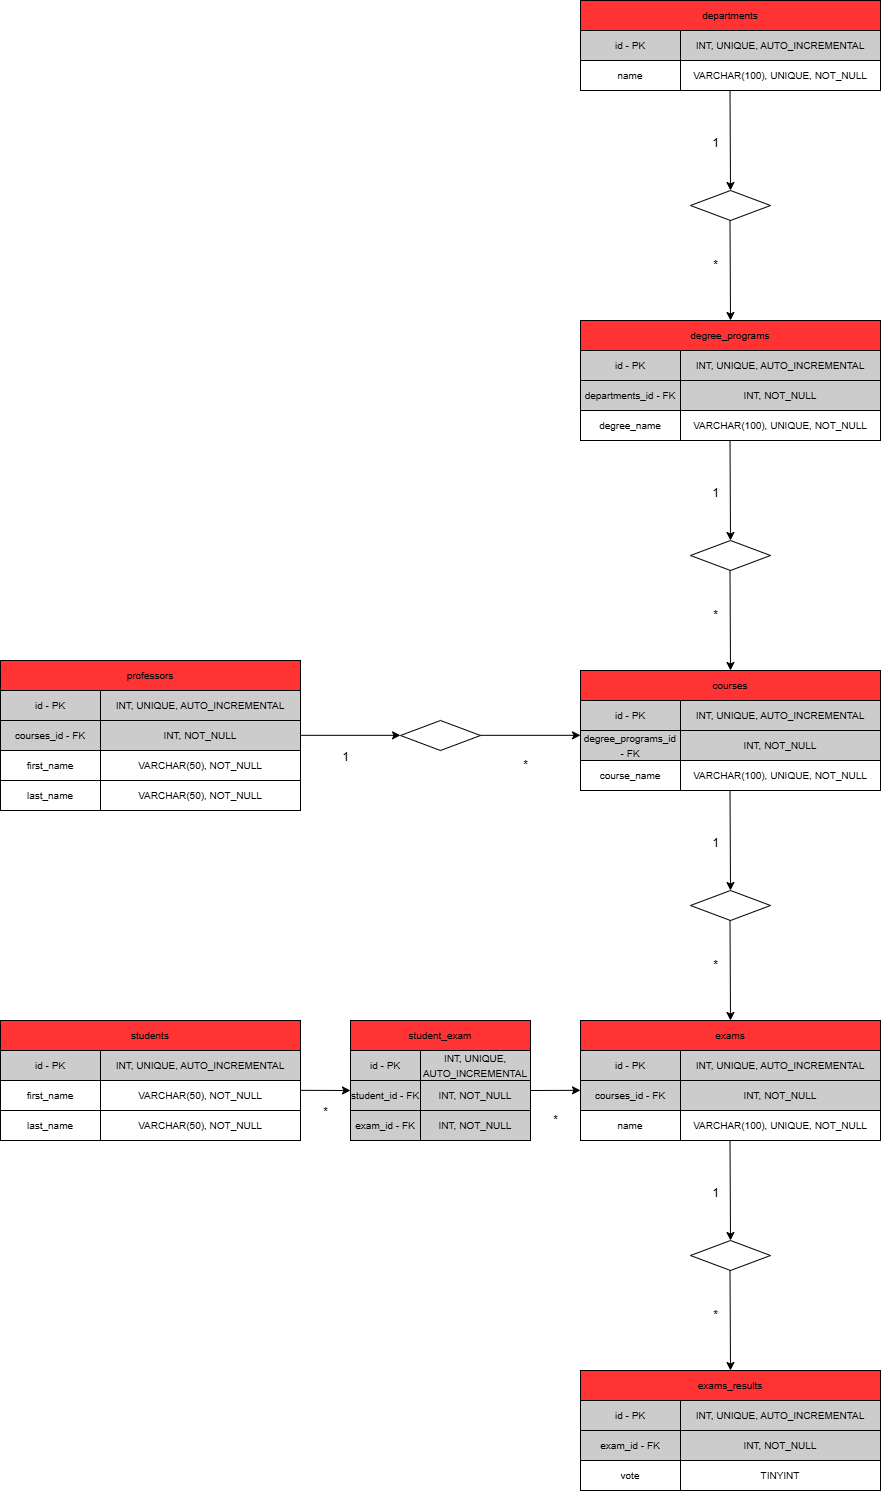 departments
id - PK INT, UNIQUE, AUTO_INCREMENTAL
name VARCHAR(100), UNIQUE, NOT_NULL
1
*
degree_programs
id - PK INT, UNIQUE, AUTO_INCREMENTAL
departments_id - FK INT, NOT_NULL
degree_name VARCHAR(100), UNIQUE, NOT_NULL
1
*
professors
id - PK INT, UNIQUE, AUTO_INCREMENTAL
courses_id - FK INT, NOT_NULL
first_name VARCHAR(50), NOT_NULL
last_name VARCHAR(50), NOT_NULL
1
*
courses
id - PK INT, UNIQUE, AUTO_INCREMENTAL
degree_programs_id
- FK INT, NOT_NULL
course_name VARCHAR(100), UNIQUE, NOT_NULL
1
*
students
id - PK INT, UNIQUE, AUTO_INCREMENTAL
first_name VARCHAR(50), NOT_NULL
last_name VARCHAR(50), NOT_NULL
*
student_exam
id - PK INT, UNIQUE,
AUTO_INCREMENTAL
student_id - FK INT, NOT_NULL
exam_id - FK INT, NOT_NULL
*
exams
id - PK INT, UNIQUE, AUTO_INCREMENTAL
courses_id - FK INT, NOT_NULL
name VARCHAR(100), UNIQUE, NOT_NULL
1
*
exams_results
id - PK INT, UNIQUE, AUTO_INCREMENTAL
exam_id - FK INT, NOT_NULL
vote TINYINT